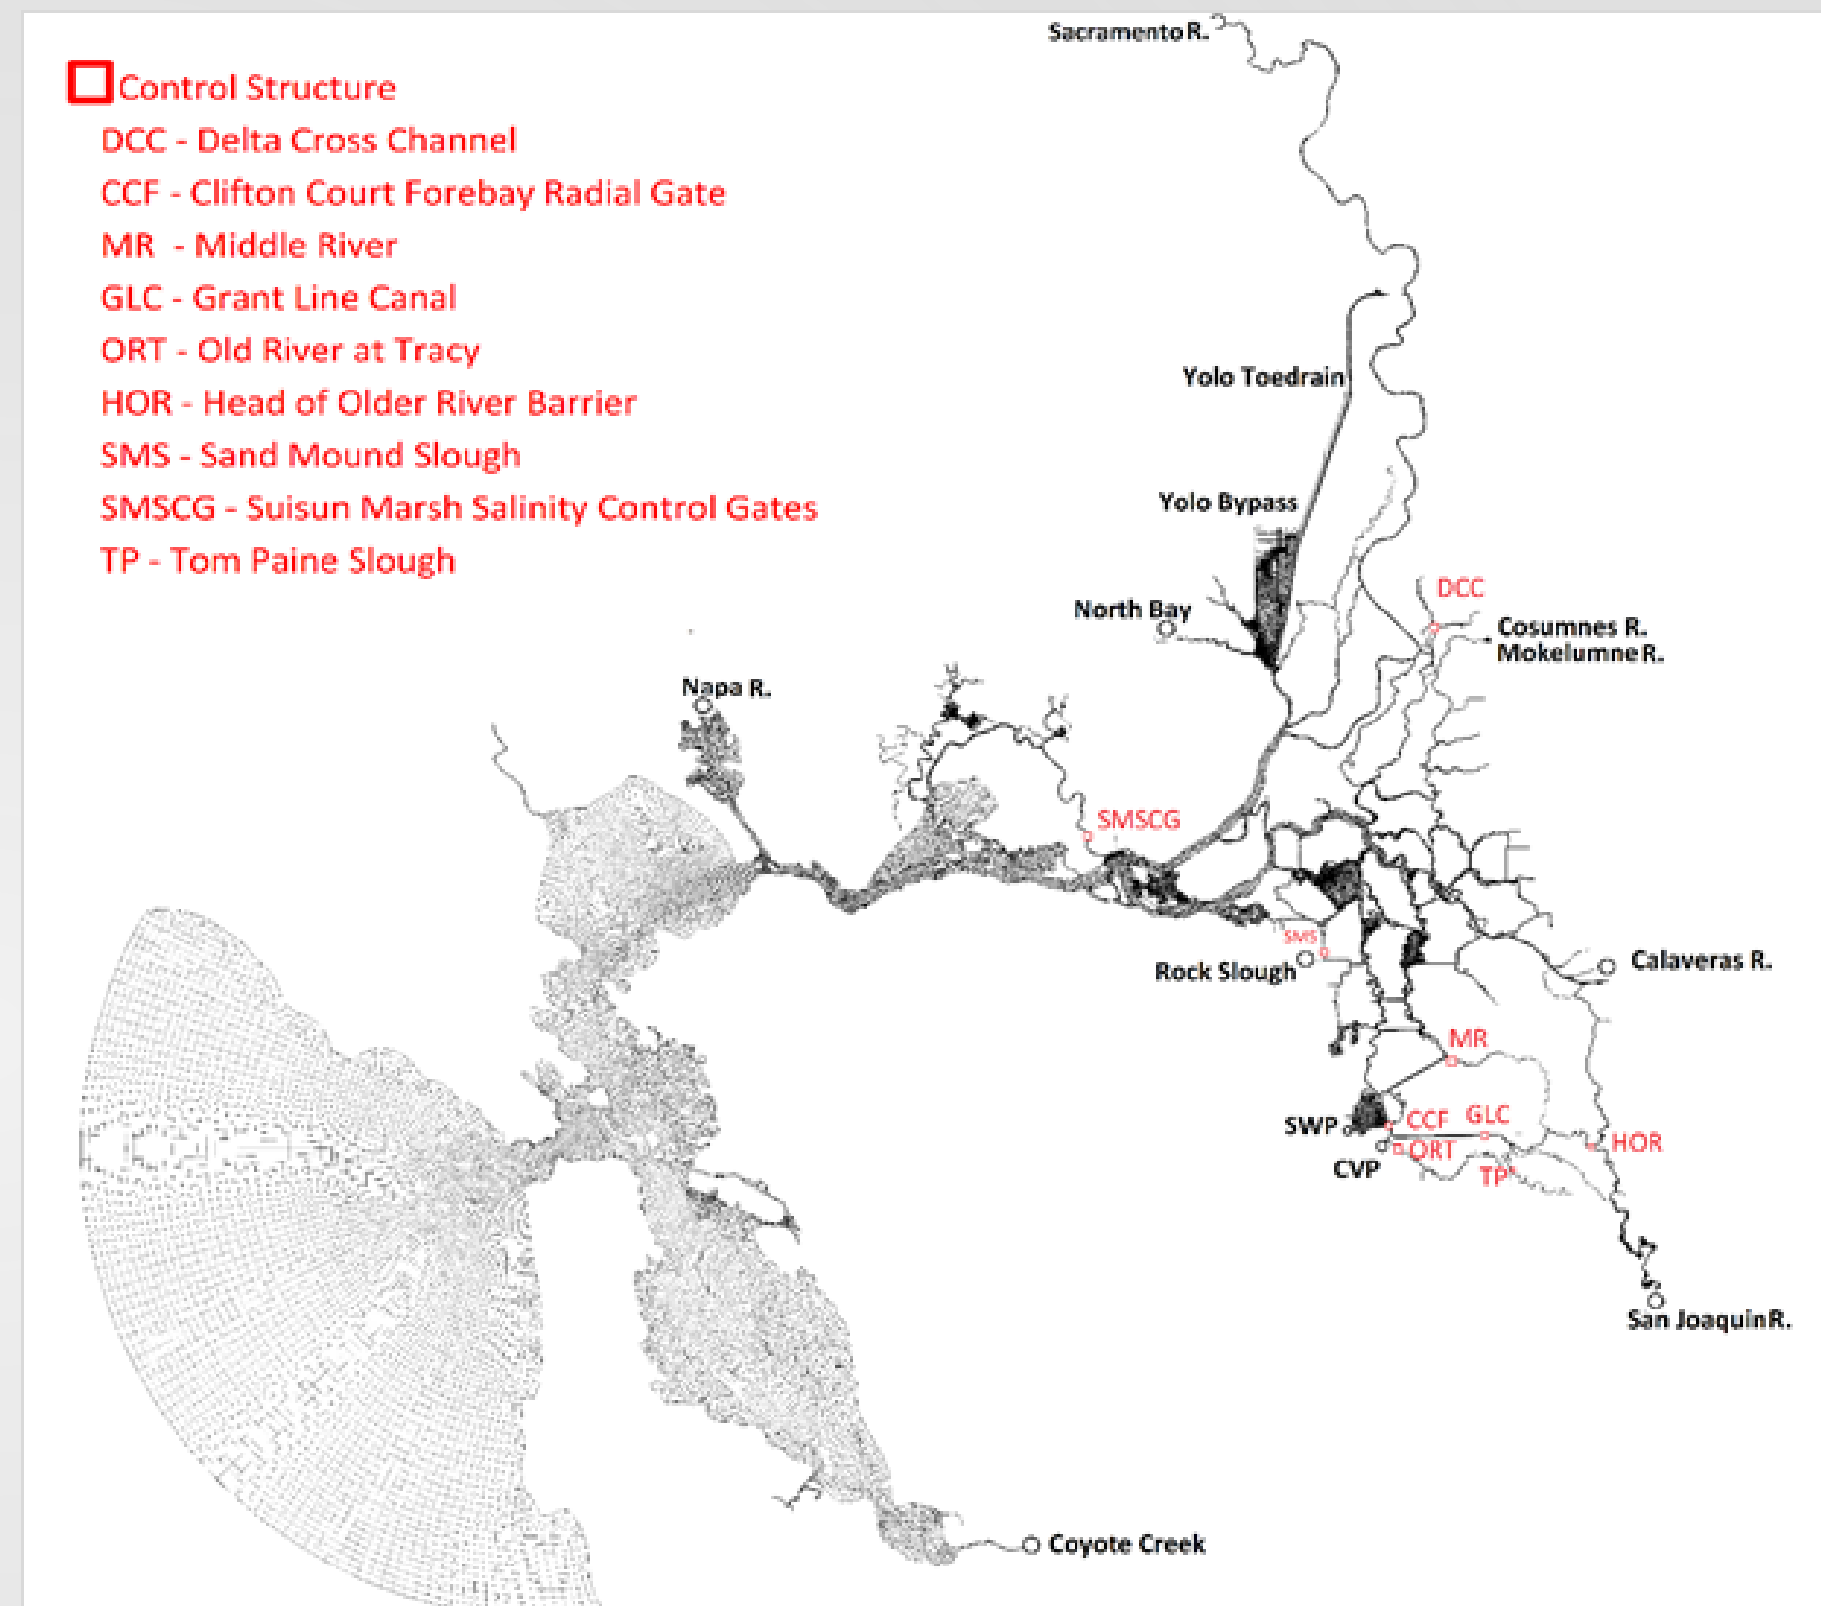 Sacramento R.
Control Structure
DCC - Delta Cross Channel
CCF - Clifton Court Forebay Radial Gate
MR - Middle River
GLC - Grant Line Canal
ORT - Old River at Tracy
HOR - Head of Older River Barrier
SMS - Sand Mound Slough
SMSCG - Suisun Marsh Salinity Control Gates
TP - Tom Paine Slough
Yolo Toedrain
Yolo Bypass
DCC
North Bay
Cosumnes R.
Mokelumne R.
Napa R.
SMSCG
SMS
Rock Slough
Calaveras R.
MR
SWP
CCF
GLC
HOR
ORT
CVP
TP
San Joaquin R.
Coyote Creek